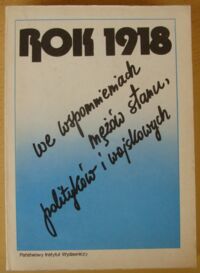 ROK 1918
we wspomnieniach
mężów stanu,
polityków i wojskowych
Państwowy Instytut Wydawniczy